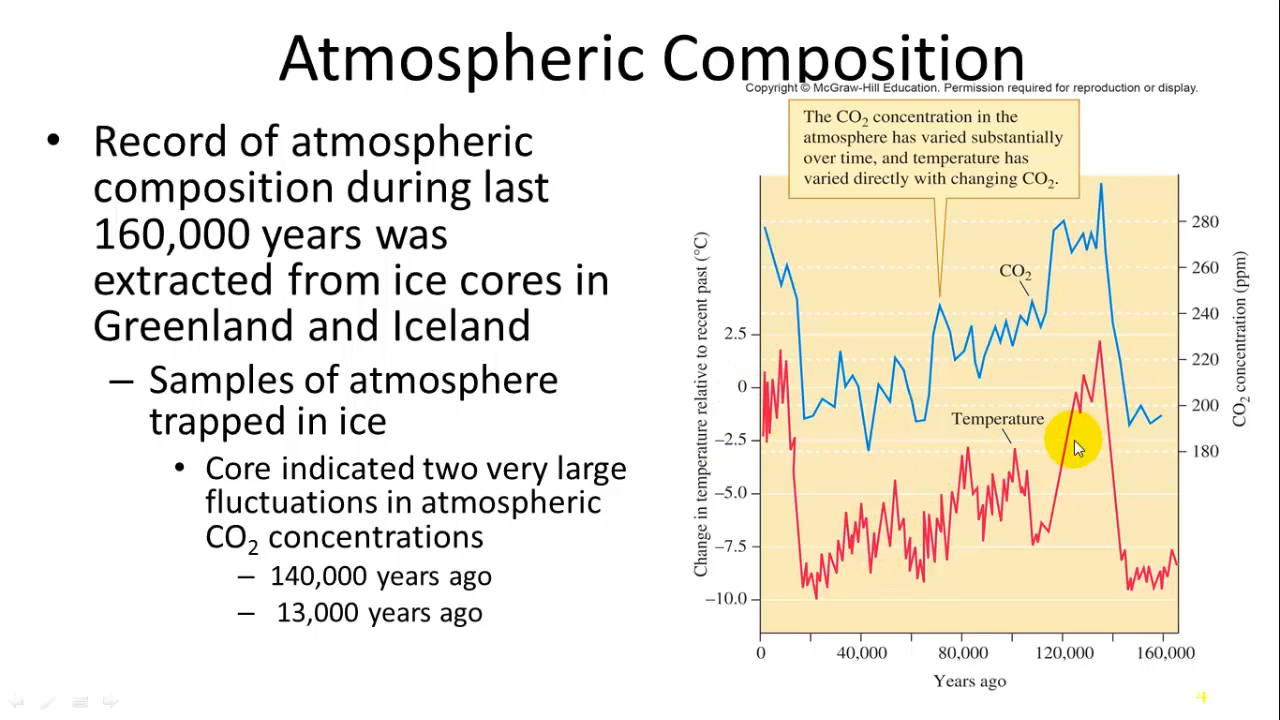 Atmospheric Composition
Copyright © McGraw-Hill Education. Permission required for reproduction or display.
• Record of atmospheric
composition during last
160,000 years was
extracted from ice cores in
Greenland and Iceland
– Samples of atmosphere
trapped in ice
• Core indicated two very large
fluctuations in atmospheric
CO₂ concentrations
– 140,000 years ago
– 13,000 years ago
The CO₂ concentration in the
atmosphere has varied substantially
over time, and temperature has
varied directly with changing CO₂.
Change in temperature relative to recent past (°C)
2.5
0
–2.5
–5.0
–7.5
–10.0
CO₂
Temperature
280
260
240
220
200
180
CO₂ concentration (ppm)
0 40,000 80,000 120,000 160,000
Years ago
4